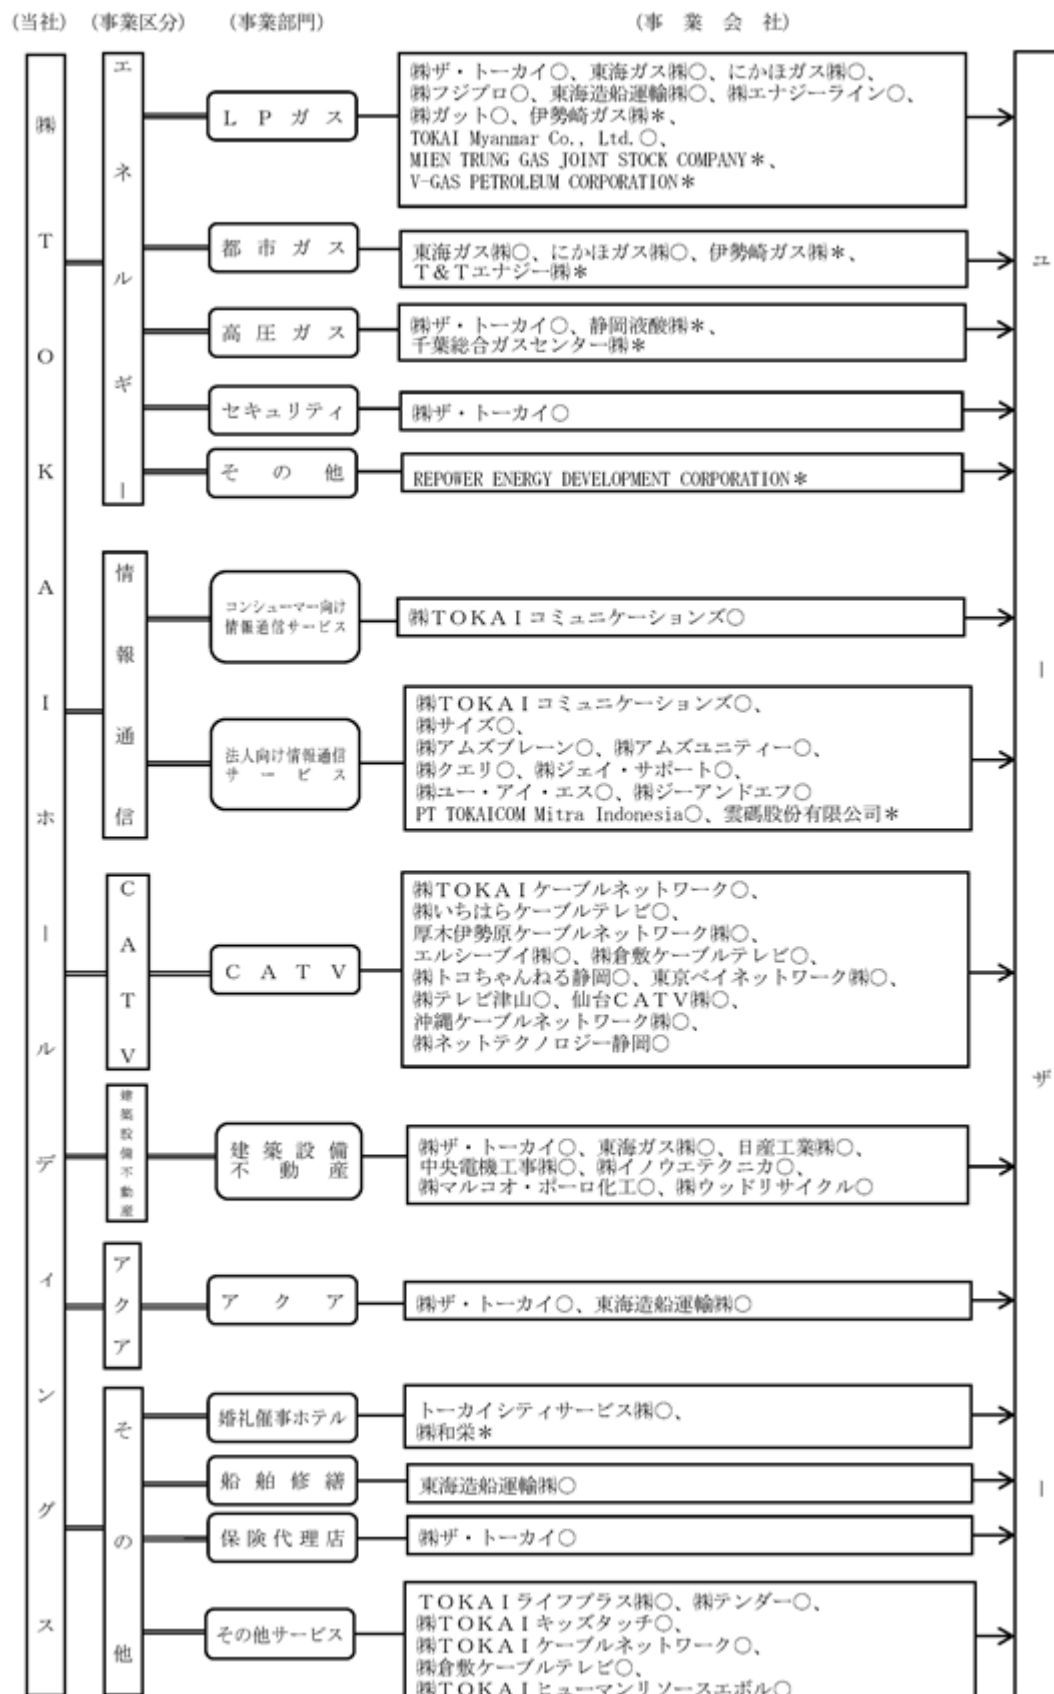 (当社) (事業区分) (事業部門) (事 業 会 社)
㈱TOKAIホールディングス
エネルギー
LPガス
㈱ザ・トーカイ○、東海ガス㈱○、にかほガス㈱○、
㈱フジプロ○、東海造船運輸㈱○、㈱エナジーライン○、
㈱ガット○、伊勢崎ガス㈱*、
TOKAI Myanmar Co., Ltd.○、
MIEN TRUNG GAS JOINT STOCK COMPANY*、
V-GAS PETROLEUM CORPORATION*
都市ガス
東海ガス㈱○、にかほガス㈱○、伊勢崎ガス㈱*、
T&Tエナジー㈱*
高圧ガス
㈱ザ・トーカイ○、静岡液酸㈱*、
千葉総合ガスセンター㈱*
セキュリティ
㈱ザ・トーカイ○
その他
REPOWER ENERGY DEVELOPMENT CORPORATION*
情報通信
コンシューマー向け
情報通信サービス
㈱TOKAIコミュニケーションズ○
法人向け情報通信
サービス
㈱TOKAIコミュニケーションズ○、
㈱サイズ○、
㈱アムズブレーン○、㈱アムズユニティー○、
㈱クエリ○、㈱ジェイ・サポート○、
㈱ユー・アイ・エス○、㈱ジーアンドエフ○
PT TOKAICOM Mitra Indonesia○、雲碼股份有限公司*
CATV
CATV
㈱TOKAIケーブルネットワーク○、
㈱いちはらケーブルテレビ○、
厚木伊勢原ケーブルネットワーク㈱○、
エルシーブイ㈱○、㈱倉敷ケーブルテレビ○、
㈱トコちゃんねる静岡○、東京ベイネットワーク㈱○、
㈱テレビ津山○、仙台CATV㈱○、
沖縄ケーブルネットワーク㈱○、
㈱ネットテクノロジー静岡○
建築設備不動産
建築設備
不動産
㈱ザ・トーカイ○、東海ガス㈱○、日産工業㈱○、
中央電機工事㈱○、㈱イノウエテクニカ○、
㈱マルコオ・ポーロ化工○、㈱ウッドリサイクル○
アクア
アクア
㈱ザ・トーカイ○、東海造船運輸㈱○
その他
婚礼催事ホテル
トーカイシティサービス㈱○、
㈱和栄*
船舶修繕
東海造船運輸㈱○
保険代理店
㈱ザ・トーカイ○
その他サービス
TOKAIライフプラス㈱○、㈱テンダー○、
㈱TOKAIキッズタッチ○、
㈱TOKAIケーブルネットワーク○、
㈱倉敷ケーブルテレビ○、
㈱TOKAIヒューマンリソースエボル○
ユーザー